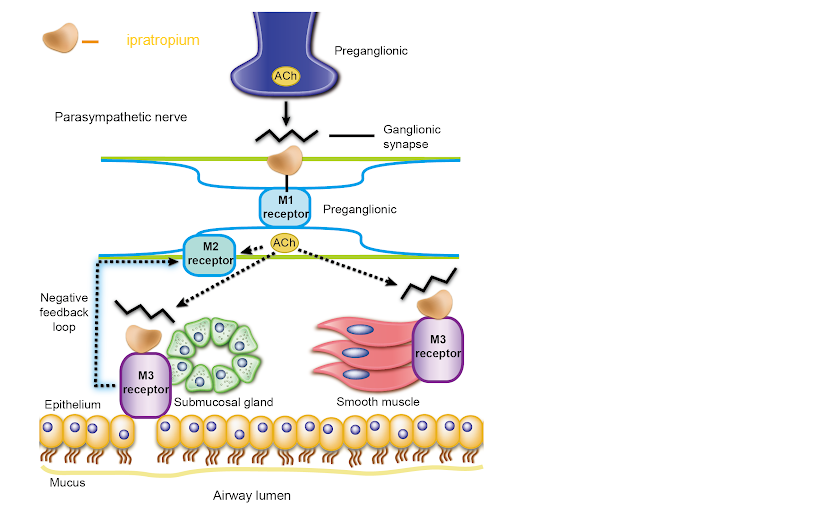 ipratropium
Preganglionic
ACh
Parasympathetic nerve
Ganglionic
synapse
M1
receptor
Preganglionic
M2
receptor
ACh
Negative
feedback
loop
M3
receptor
M3
receptor
Epithelium
Submucosal gland
Smooth muscle
Mucus
Airway lumen